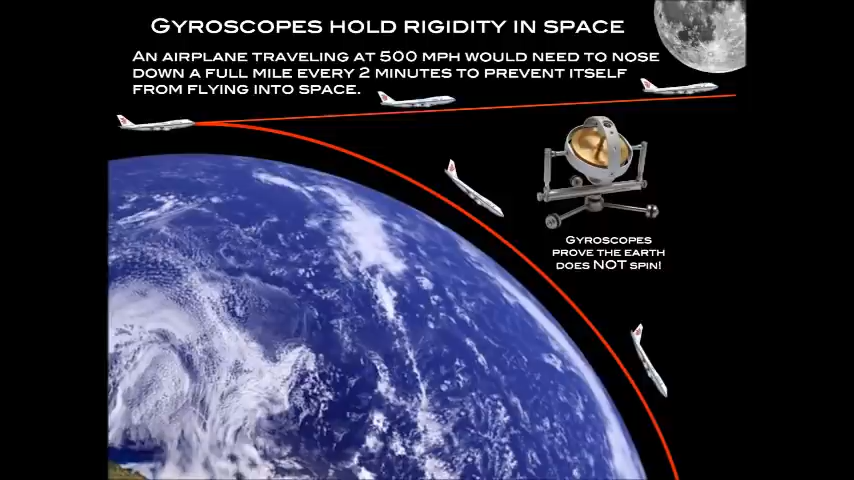 GYROSCOPES HOLD RIGIDITY IN SPACE
AN AIRPLANE TRAVELING AT 500 MPH WOULD NEED TO NOSE
DOWN A FULL MILE EVERY 2 MINUTES TO PREVENT ITSELF
FROM FLYING INTO SPACE.
GYROSCOPES
PROVE THE EARTH
DOES NOT SPIN!